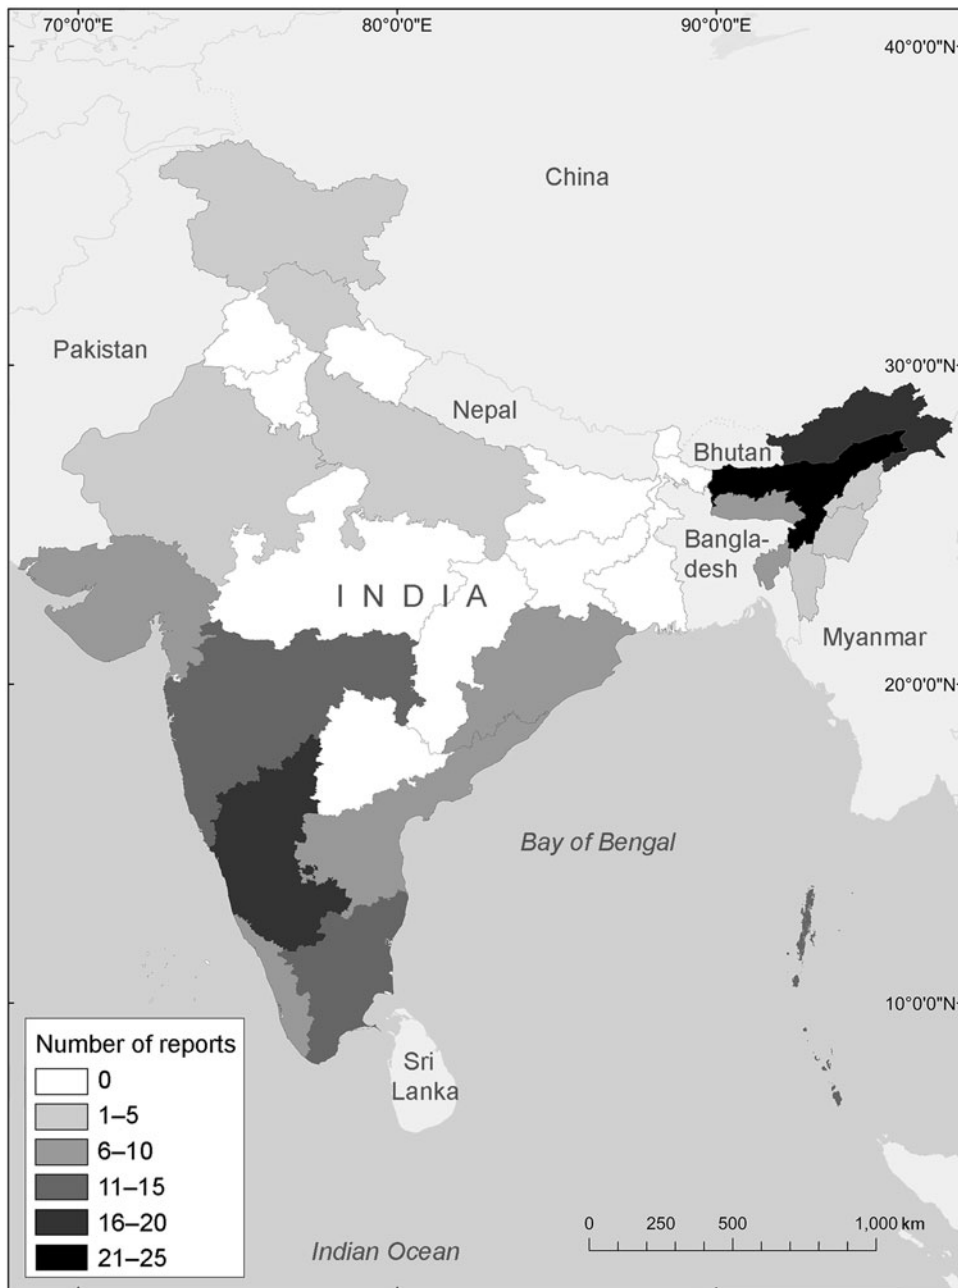 70°0'0"E
80°0'0"E
90°0'0"E
40°0'0"N
China
Pakistan
30°0'0"N
Nepal
Bhutan
Bangla-
desh
INDIA
Myanmar
20°0'0"N
Bay of Bengal
10°0'0"N
Number of reports
0
1–5
6–10
11–15
16–20
21–25
Sri
Lanka
0 250 500 1,000 km
Indian Ocean